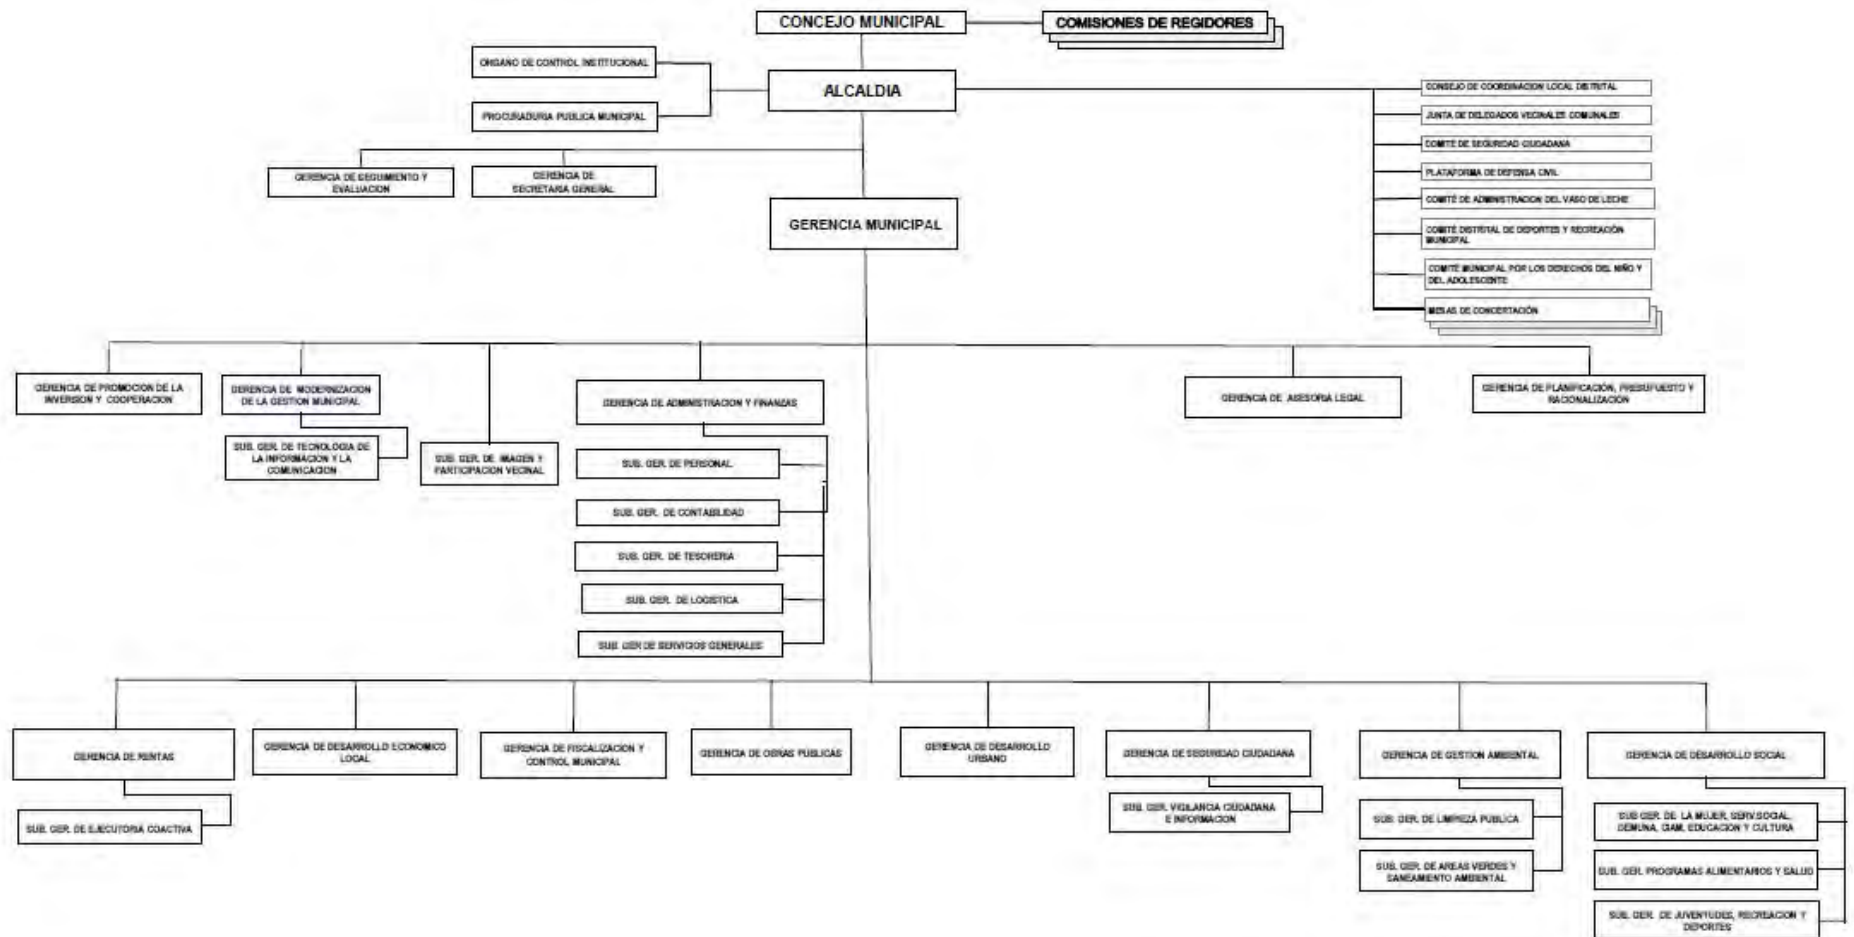 CONCEJO MUNICIPAL
COMISIONES DE REGIDORES
ORGANO DE CONTROL INSTITUCIONAL
ALCALDIA
PROCURADURIA PUBLICA MUNICIPAL
CONSEJO DE COORDINACION LOCAL DISTRITAL
JUNTA DE DELEGADOS VECINALES COMUNALES
COMITÉ DE SEGURIDAD CIUDADANA
PLATAFORMA DE DEFENSA CIVIL
COMITÉ DE ADMINISTRACION DEL VASO DE LECHE
COMITÉ DISTRITAL DE DEPORTES Y RECREACIÓN
MUNICIPAL
COMITÉ MUNICIPAL POR LOS DERECHOS DEL NIÑO Y
DEL ADOLESCENTE
MESAS DE CONCERTACIÓN
GERENCIA DE SEGUIMIENTO Y
EVALUACION
GERENCIA DE
SECRETARIA GENERAL
GERENCIA MUNICIPAL
GERENCIA DE PROMOCION DE LA
INVERSION Y COOPERACION
GERENCIA DE MODERNIZACION
DE LA GESTION MUNICIPAL
SUB. GER. DE TECNOLOGIA DE
LA INFORMACION Y LA
COMUNICACION
SUB. GER. DE IMAGEN Y
PARTICIPACION VECINAL
GERENCIA DE ADMINISTRACION Y FINANZAS
SUB. GER. DE PERSONAL
SUB. GER. DE CONTABILIDAD
SUB. GER. DE TESORERIA
SUB. GER. DE LOGISTICA
SUB. GER DE SERVICIOS GENERALES
GERENCIA DE ASESORIA LEGAL
GERENCIA DE PLANIFICACIÓN, PRESUPUESTO Y
RACIONALIZACIÓN
GERENCIA DE RENTAS
SUB. GER. DE EJECUTORIA COACTIVA
GERENCIA DE DESARROLLO ECONOMICO
LOCAL
GERENCIA DE FISCALIZACION Y
CONTROL MUNICIPAL
GERENCIA DE OBRAS PUBLICAS
GERENCIA DE DESARROLLO
URBANO
GERENCIA DE SEGURIDAD CIUDADANA
SUB. GER. VIGILANCIA CIUDADANA
E INFORMACION
GERENCIA DE GESTION AMBIENTAL
SUB. GER. DE LIMPIEZA PUBLICA
SUB. GER. DE AREAS VERDES Y
SANEAMIENTO AMBIENTAL
GERENCIA DE DESARROLLO SOCIAL
SUB GER. DE LA MUJER, SERV.SOCIAL,
DEMUNA, CIAM, EDUCACION Y CULTURA
SUB. GER. PROGRAMAS ALIMENTARIOS Y SALUD
SUB. GER. DE JUVENTUDES, RECREACION Y
DEPORTES